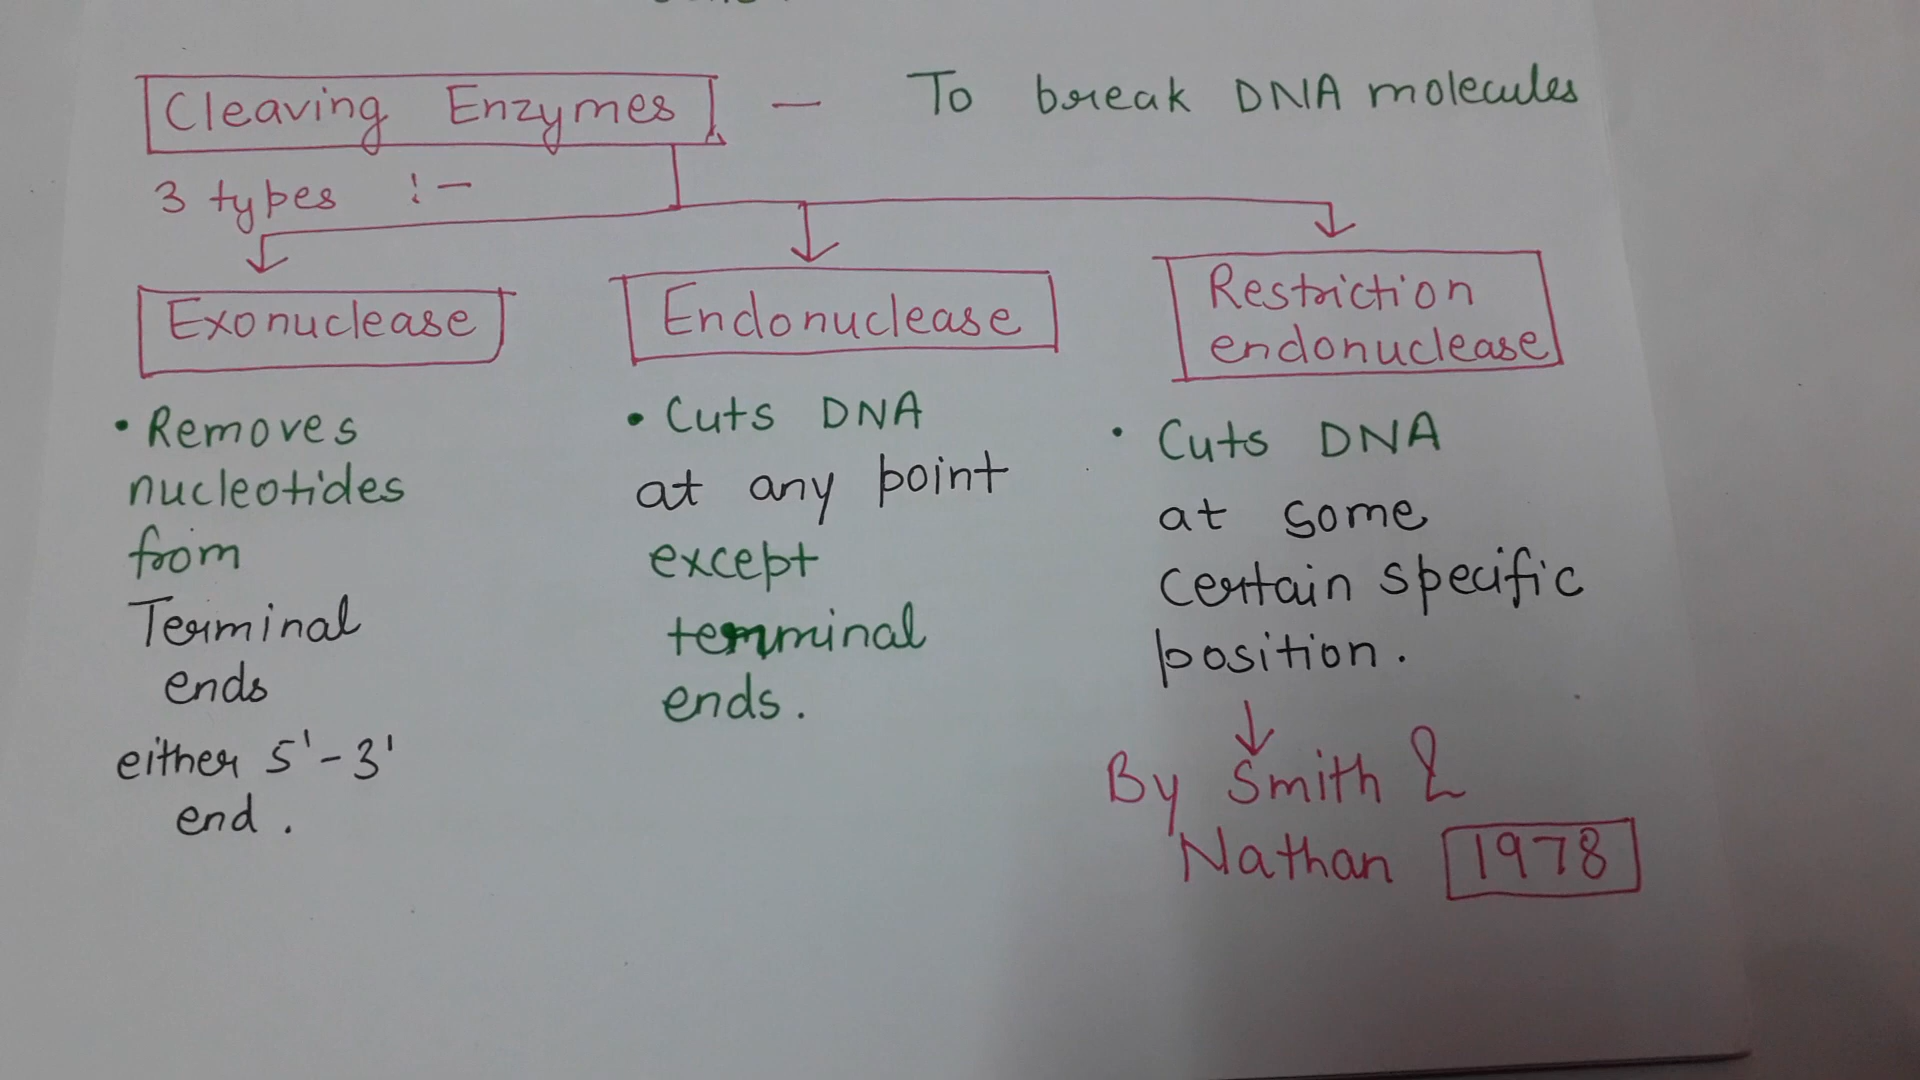 Cleaving Enzymes — To break DNA molecules
3 types :-
Exonuclease
• Removes
nucleotides
from
Terminal
ends
either 5'-3'
end.
Endonuclease
• Cuts DNA
at any point
except
terminal
ends.
Restriction
endonuclease
• Cuts DNA
at some
certain specific
position.
By Smith &
Nathan 1978